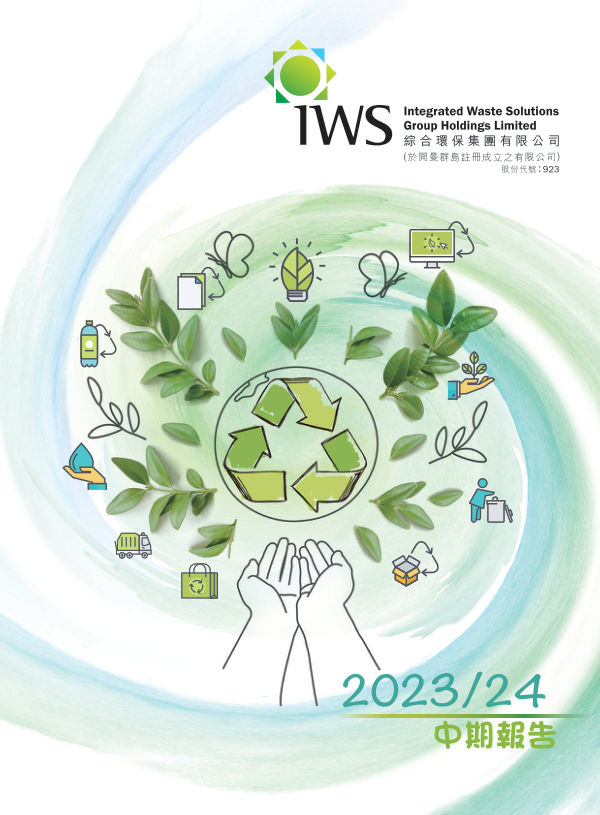 IWS
Integrated Waste Solutions
Group Holdings Limited
綜合環保集團有限公司
(於開曼群島註冊成立之有限公司)
股份代號:923
2023/24
中期報告